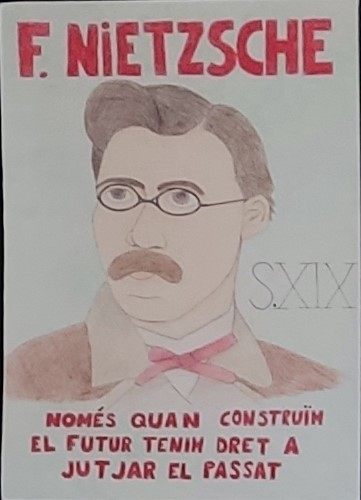 F. NiETZSCHE
S.XIX
NOMÉS QUAN CONSTRUÏM
EL FUTUR TENIM DRET A
JUTJAR EL PASSAT